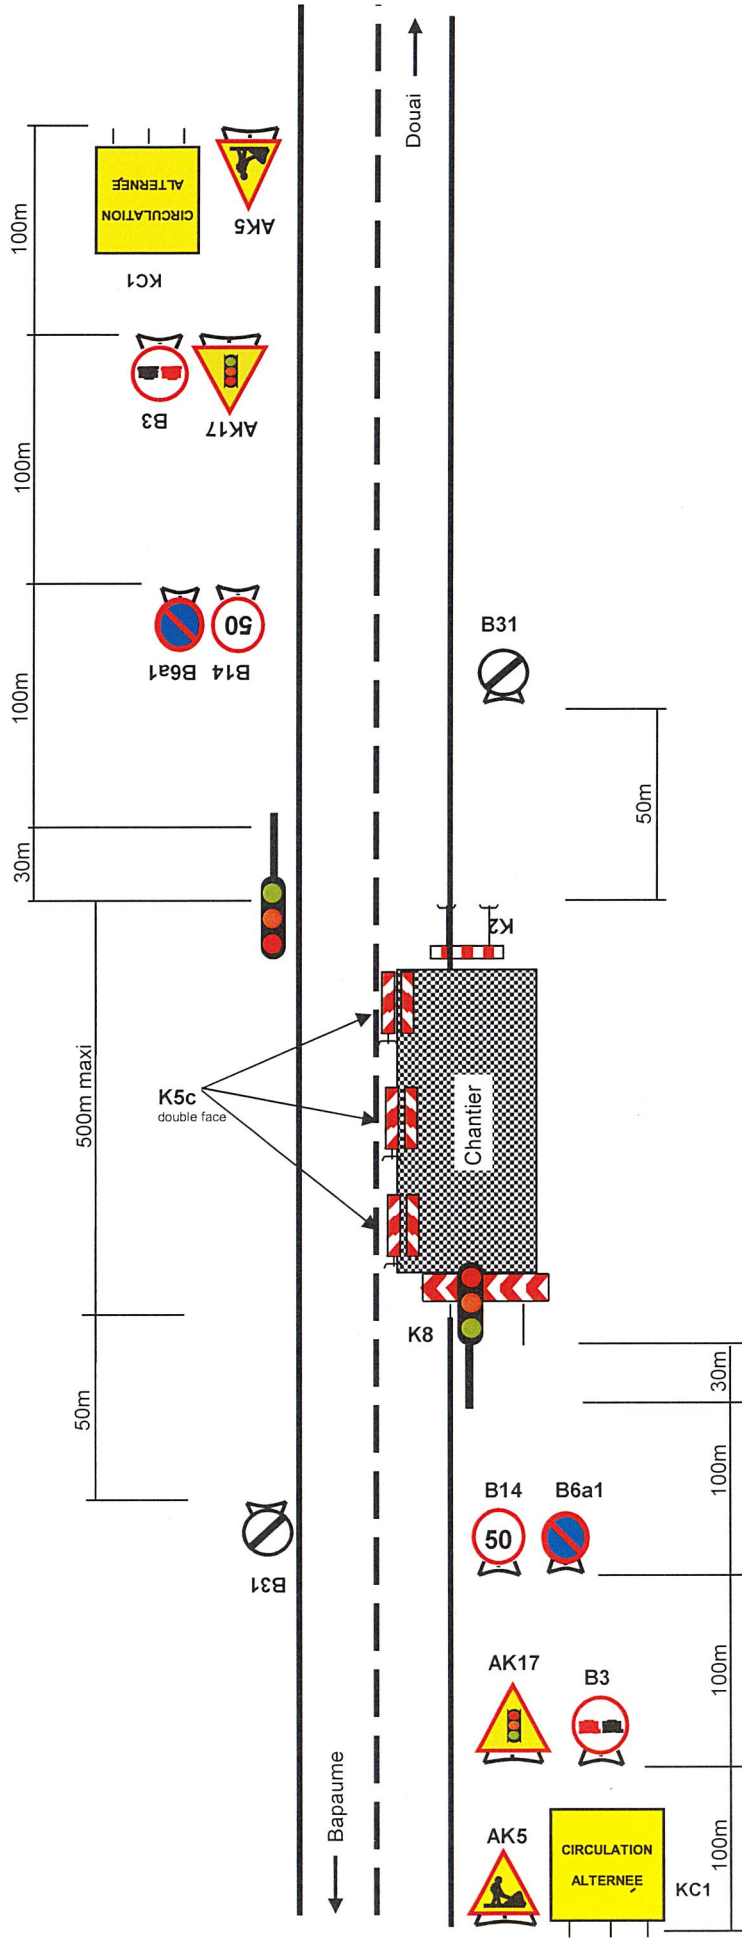 Douai
100m
CIRCULATION
ALTERNÉE
KC1
AK5
100m
B3
AK17
100m
B6a1
B14
50
B31
30m
50m
K2
500m maxi
K5c
double face
Chantier
K8
50m
B31
30m
100m
B14
B6a1
50
100m
AK17
B3
Bapaume
100m
AK5
CIRCULATION
ALTERNEE
KC1